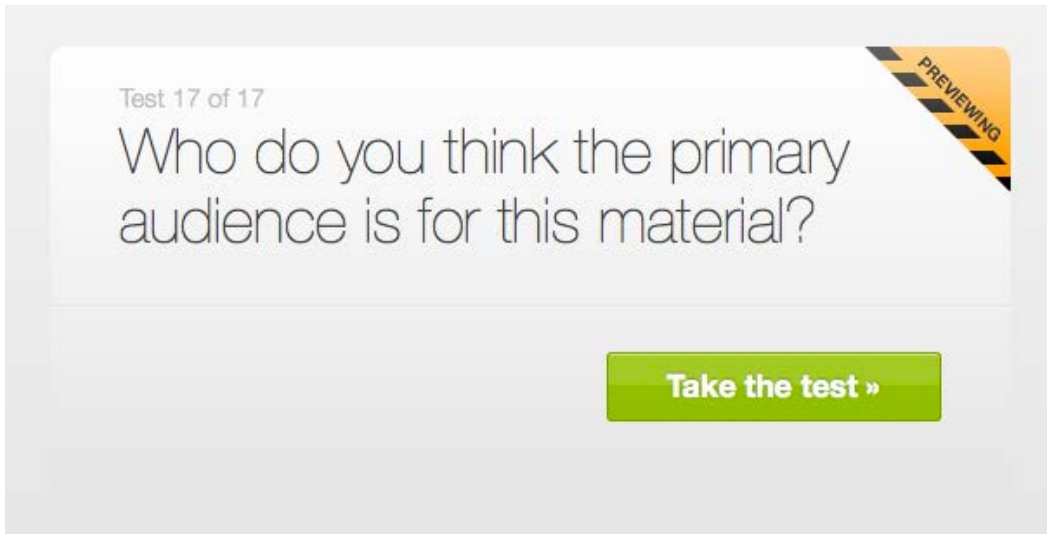 Test 17 of 17
PREVIEWING
Who do you think the primary
audience is for this material?
Take the test »